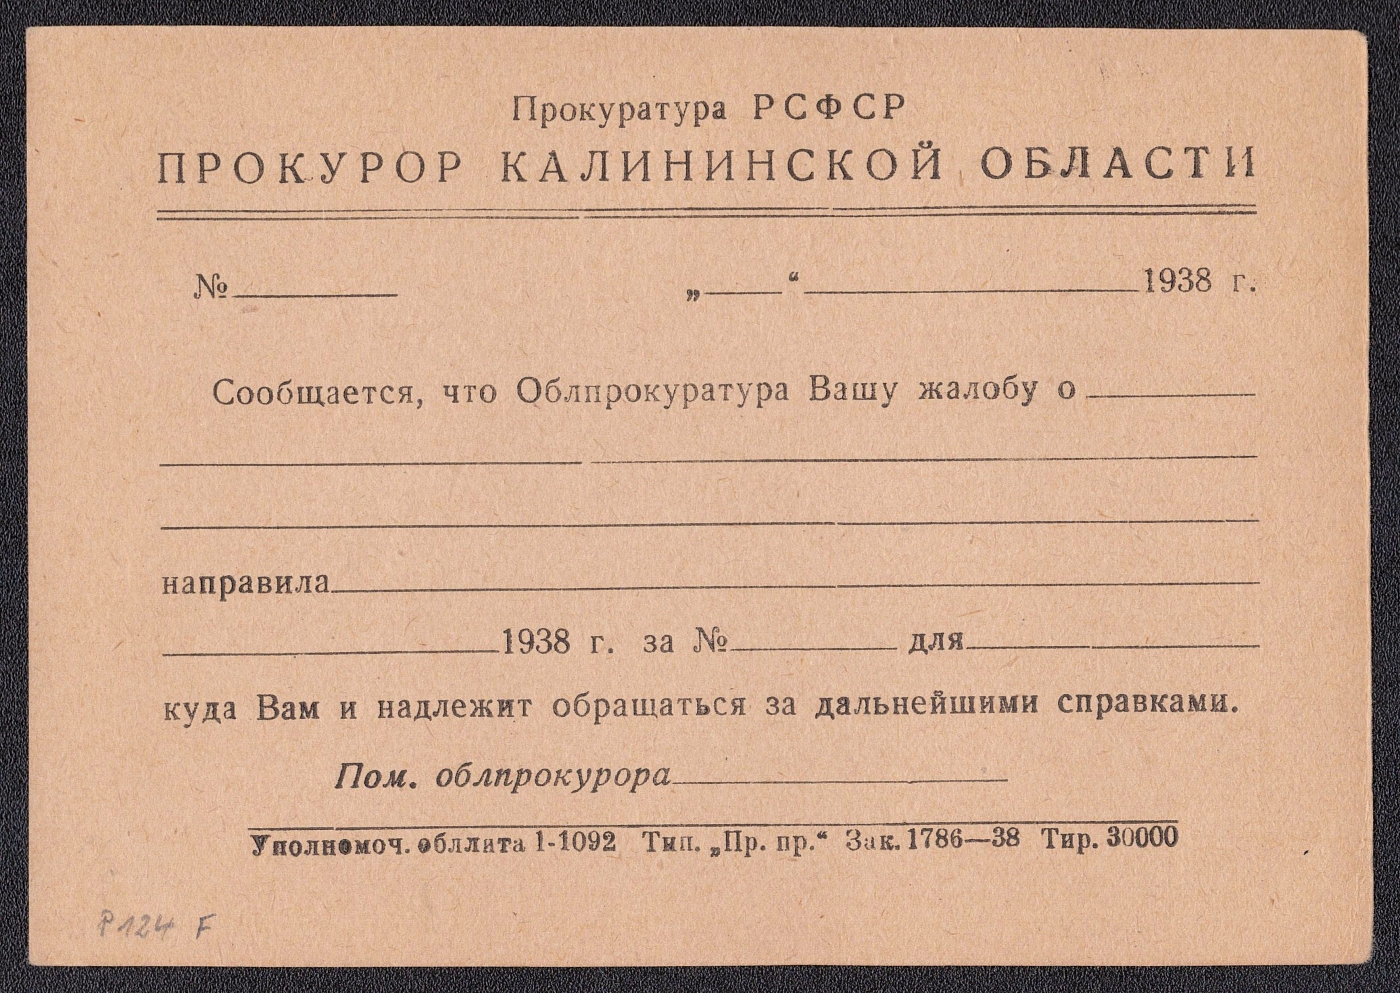 Прокуратура РСФСР
ПРОКУРОР КАЛИНИНСКОЙ ОБЛАСТИ
№ „ “ 1938 г.
Сообщается, что Облпрокуратура Вашу жалобу о
направила
1938 г. за № для
куда Вам и надлежит обращаться за дальнейшими справками.
Пом. облпрокурора
Уполномоч. обллита 1-1092 Тип. „Пр. пр.“ Зак. 1786—38 Тир. 30000
P124 F